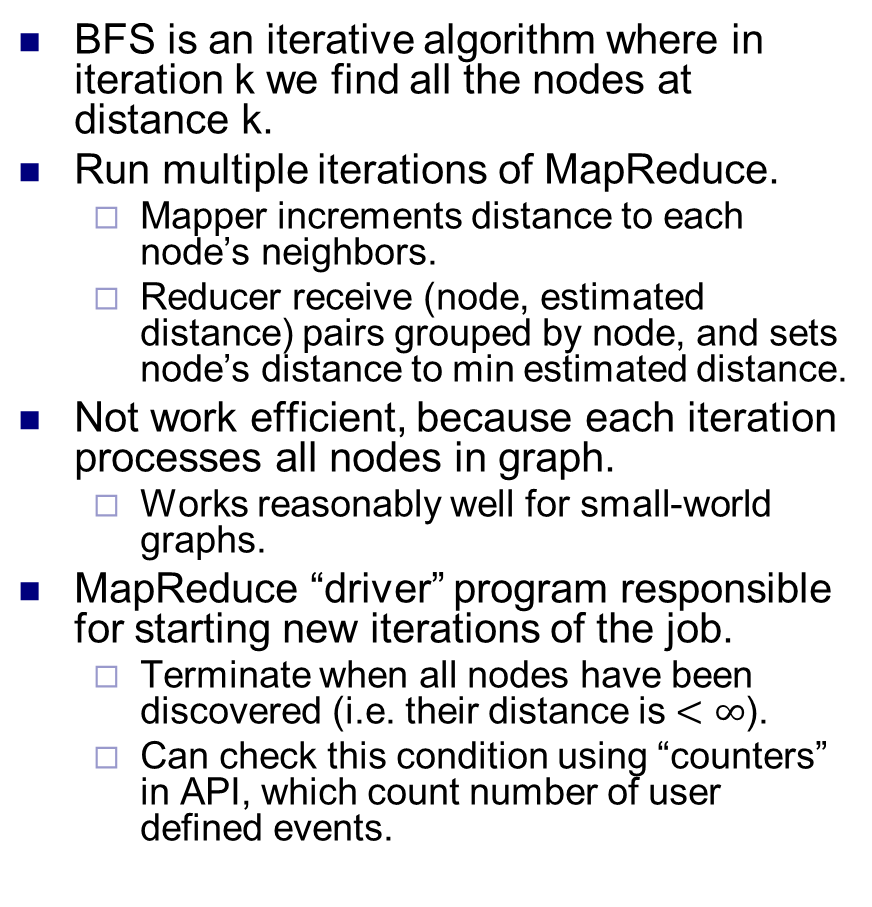 BFS is an iterative algorithm where in
iteration k we find all the nodes at
distance k.
Run multiple iterations of MapReduce.
Mapper increments distance to each
node’s neighbors.
Reducer receive (node, estimated
distance) pairs grouped by node, and sets
node’s distance to min estimated distance.
Not work efficient, because each iteration
processes all nodes in graph.
Works reasonably well for small-world
graphs.
MapReduce “driver” program responsible
for starting new iterations of the job.
Terminate when all nodes have been
discovered (i.e. their distance is < ∞).
Can check this condition using “counters”
in API, which count number of user
defined events.